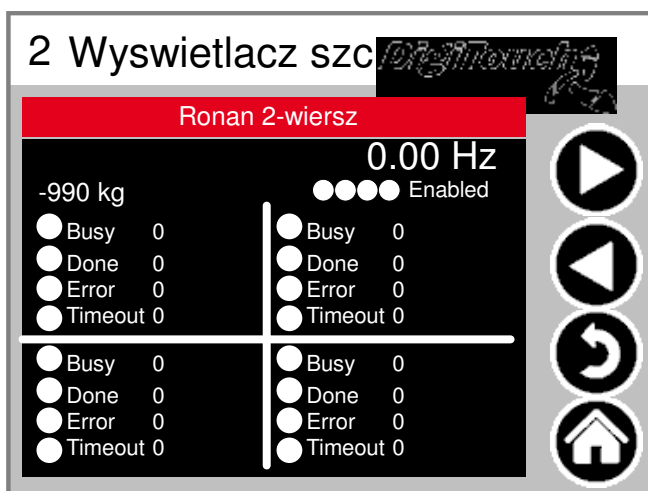 2 Wyswietlacz szc DigiTouch
Ronan 2-wiersz
0.00 Hz
-990 kg Enabled
Busy 0 Busy 0
Done 0 Done 0
Error 0 Error 0
Timeout 0 Timeout 0
Busy 0 Busy 0
Done 0 Done 0
Error 0 Error 0
Timeout 0 Timeout 0